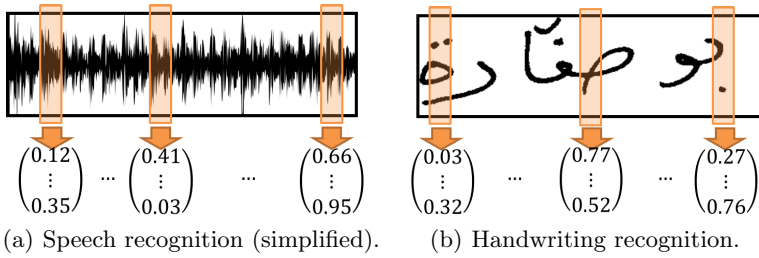 بو
0.12 0.41 0.66 0.03 0.77 0.27
⋮ ... ⋮ ... ⋮ ⋮ ... ⋮ ... ⋮
0.35 0.03 0.95 0.32 0.52 0.76
(a) Speech recognition (simplified). (b) Handwriting recognition.